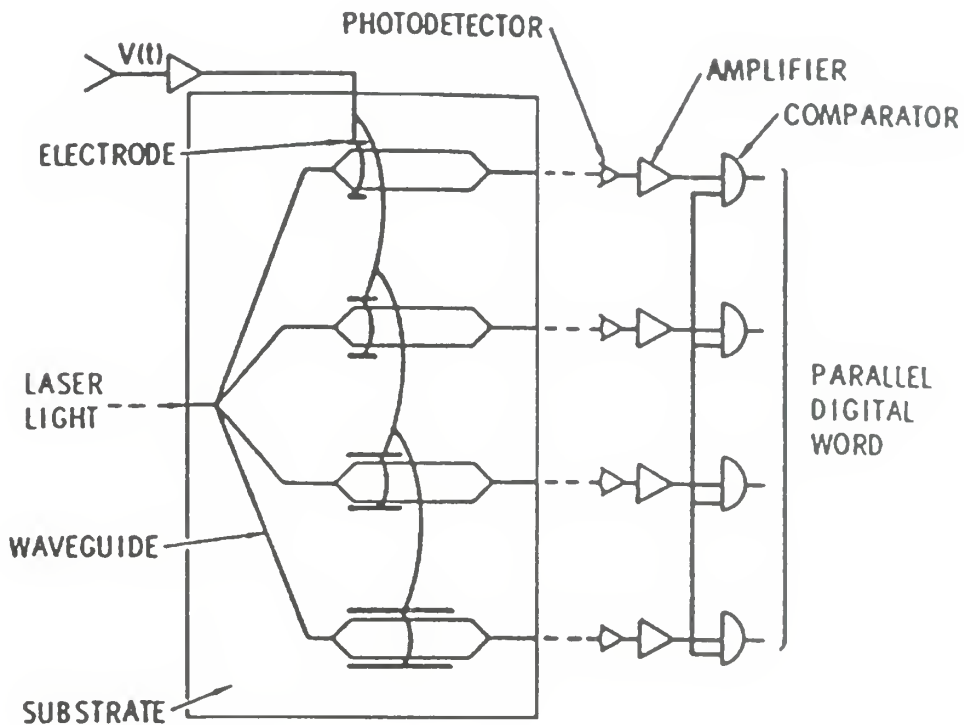 PHOTODETECTOR
V(t)
AMPLIFIER
COMPARATOR
ELECTRODE
LASER
LIGHT
PARALLEL
DIGITAL
WORD
WAVEGUIDE
SUBSTRATE